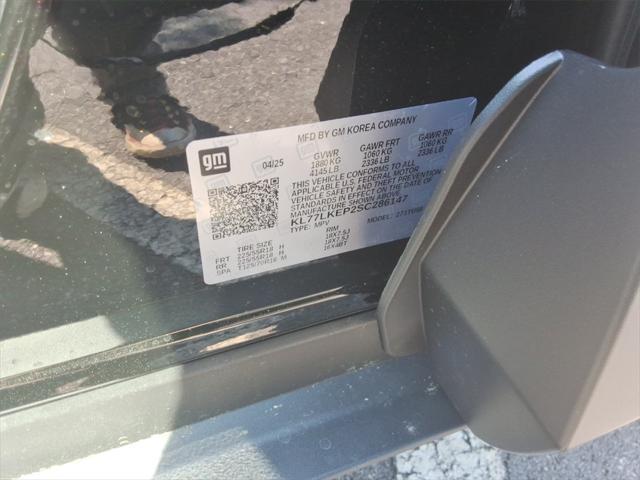 MFD BY GM KOREA COMPANY
gm
04/25
GVWR GAWR FRT GAWR RR
1880 KG 1060 KG 1060 KG
4145 LB 2336 LB 2336 LB
THIS VEHICLE CONFORMS TO ALL
APPLICABLE U.S. FEDERAL MOTOR
VEHICLE SAFETY AND THEFT PREVENTION
STANDARDS IN EFFECT ON THE DATE OF
MANUFACTURE SHOWN ABOVE.
KL77LKEP2SC286147
TYPE: MPV MODEL:
TIRE SIZE RIM
FRT 225/55R18 H 18X7.5J
RR 225/55R18 H 18X7.5J
SPA T125/70R16 M 16X4BT